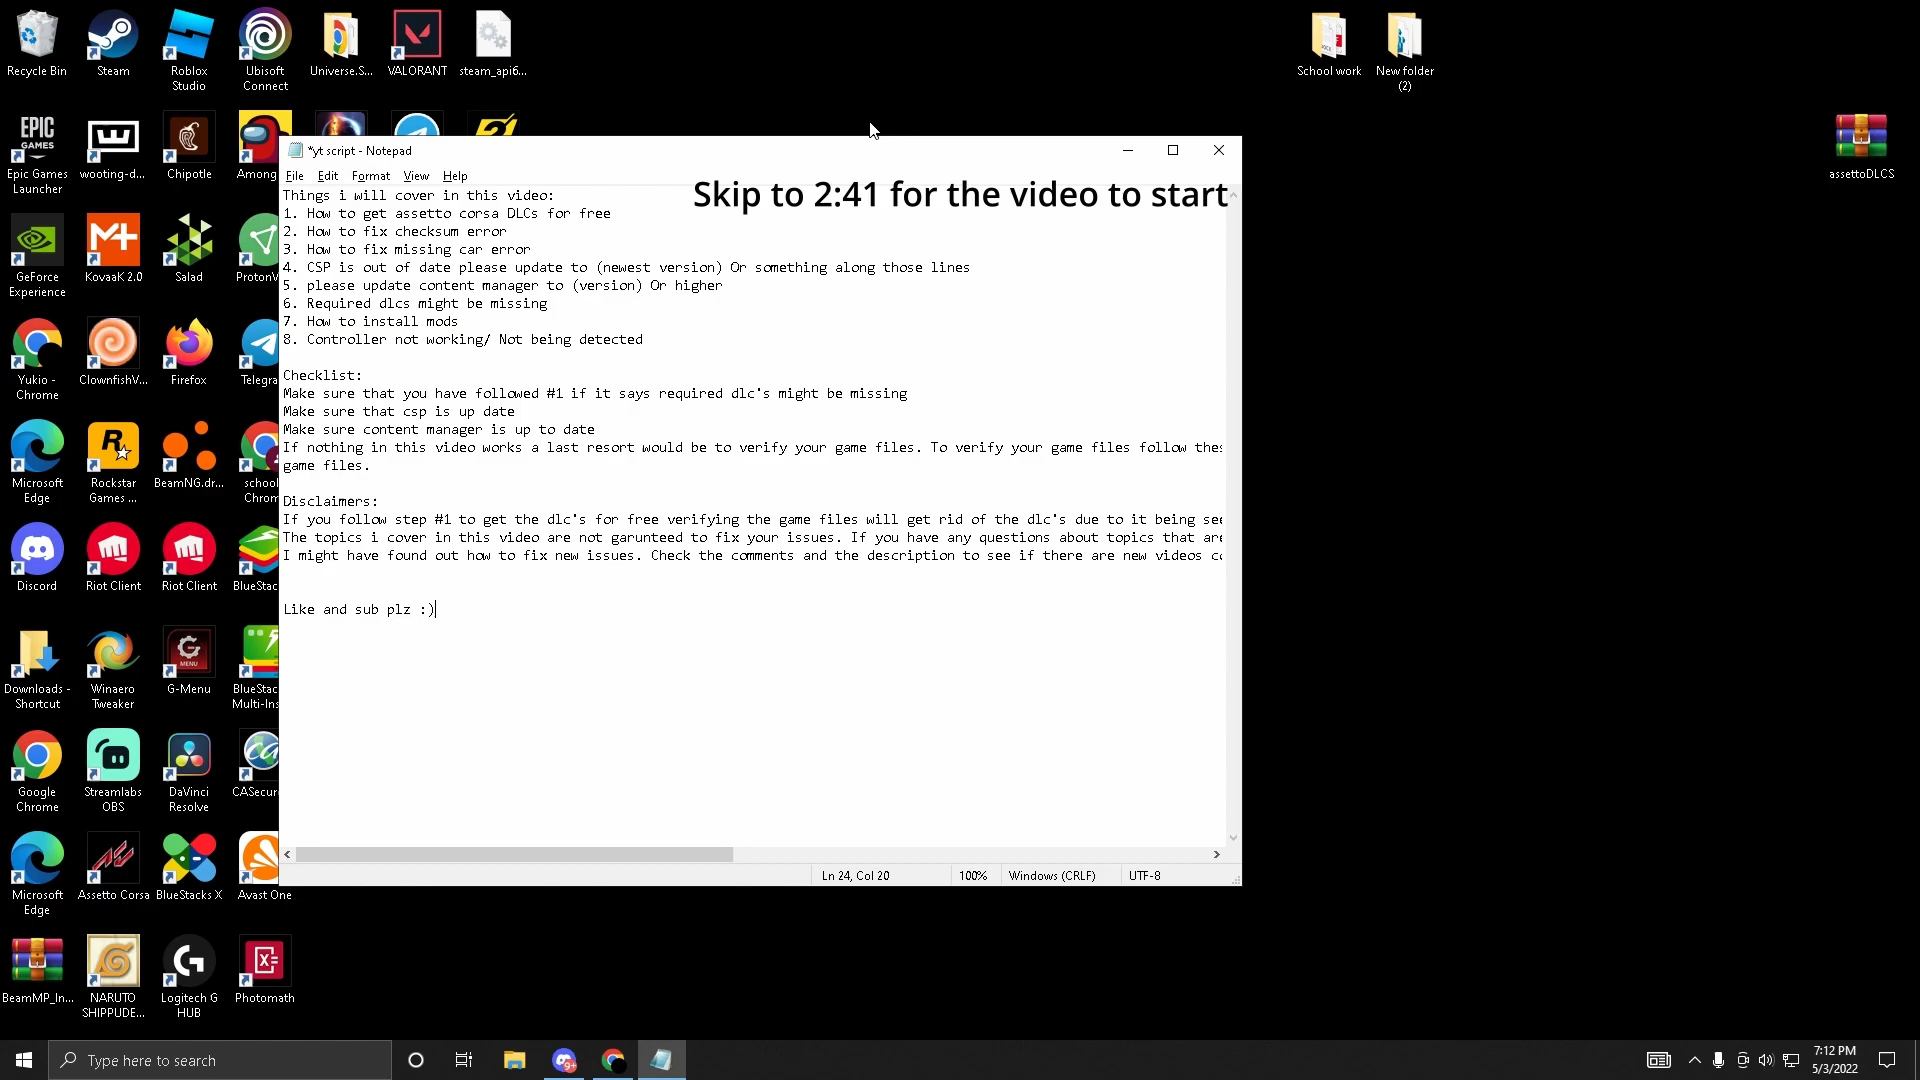 Recycle Bin
Steam
Roblox
Studio
Ubisoft
Connect
Universe.S...
VALORANT
steam_api6...
School work
New folder
(2)
EPIC
GAMES
Epic Games
Launcher
wooting-d...
Chipotle
Among
assettoDLCS
*yt script - Notepad
File Edit Format View Help
Skip to 2:41 for the video to start
Things i will cover in this video:
1. How to get assetto corsa DLCs for free
2. How to fix checksum error
3. How to fix missing car error
4. CSP is out of date please update to (newest version) Or something along those lines
5. please update content manager to (version) Or higher
6. Required dlcs might be missing
7. How to install mods
8. Controller not working/ Not being detected
Checklist:
Make sure that you have followed #1 if it says required dlc's might be missing
Make sure that csp is up date
Make sure content manager is up to date
If nothing in this video works a last resort would be to verify your game files. To verify your game files follow thes
game files.
Disclaimers:
If you follow step #1 to get the dlc's for free verifying the game files will get rid of the dlc's due to it being see
The topics i cover in this video are not garunteed to fix your issues. If you have any questions about topics that are
I might have found out how to fix new issues. Check the comments and the description to see if there are new videos co
Like and sub plz :)
Ln 24, Col 20
100%
Windows (CRLF)
UTF-8
GeForce
Experience
KovaaK 2.0
Salad
ProtonV
Yukio -
Chrome
ClownfishV...
Firefox
Telegra
Microsoft
Edge
Rockstar
Games ...
BeamNG.dr...
school
Chrom
Discord
Riot Client
Riot Client
BlueStac
Downloads -
Shortcut
Winaero
Tweaker
G
MENU
G-Menu
BlueStac
Multi-Ins
Google
Chrome
Streamlabs
OBS
DaVinci
Resolve
CASecur
Microsoft
Edge
Assetto Corsa
BlueStacks X
Avast One
BeamMP_In...
NARUTO
SHIPPUDE...
Logitech G
HUB
Photomath
Type here to search
9+
7:12 PM
5/3/2022